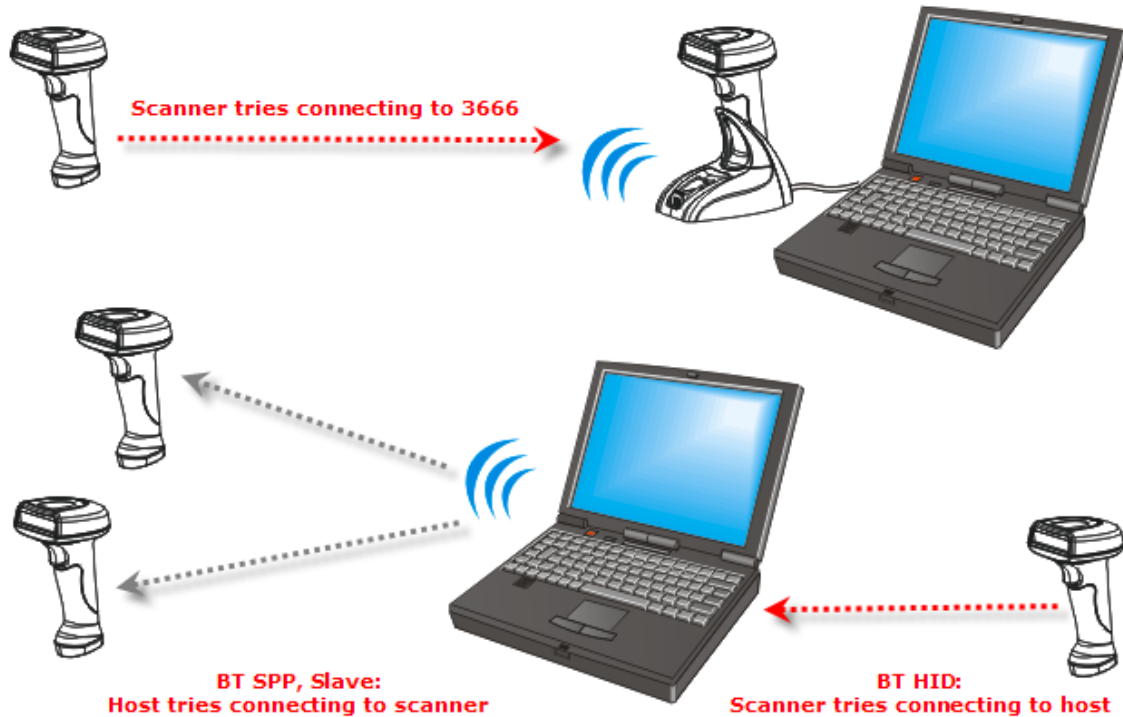 Scanner tries connecting to 3666
BT SPP, Slave:
Host tries connecting to scanner
BT HID:
Scanner tries connecting to host